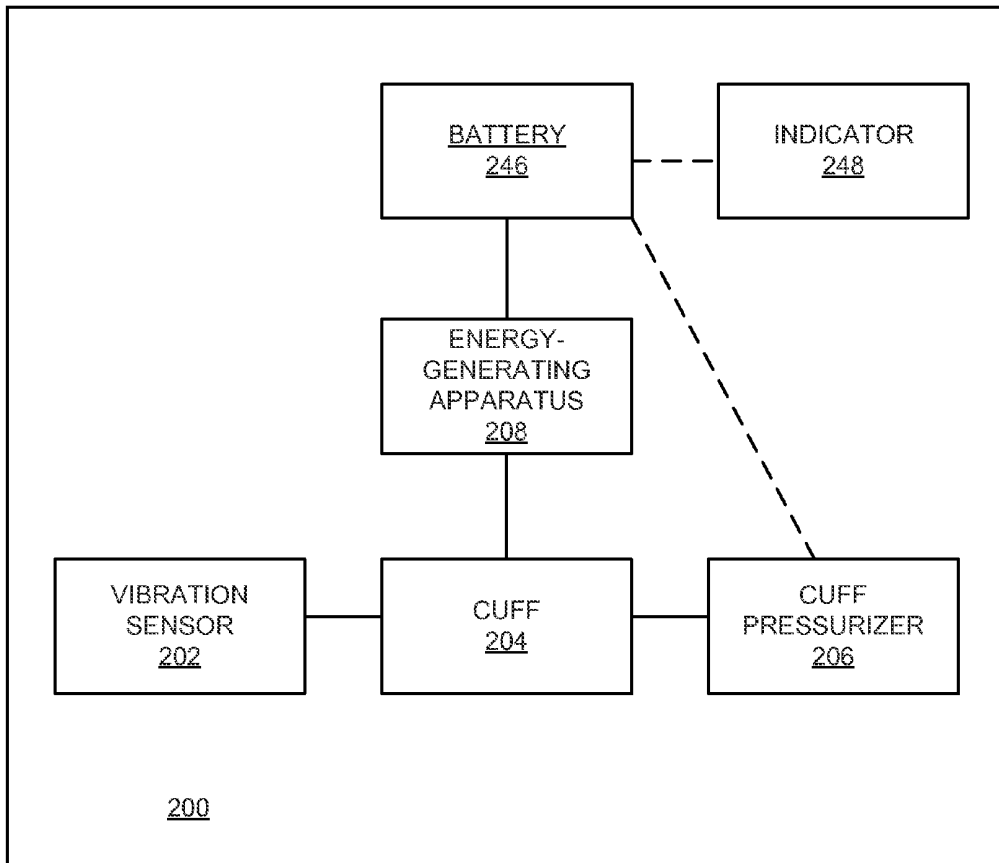 BATTERY
246
INDICATOR
248
ENERGY-
GENERATING
APPARATUS
208
VIBRATION
SENSOR
202
CUFF
204
CUFF
PRESSURIZER
206
200